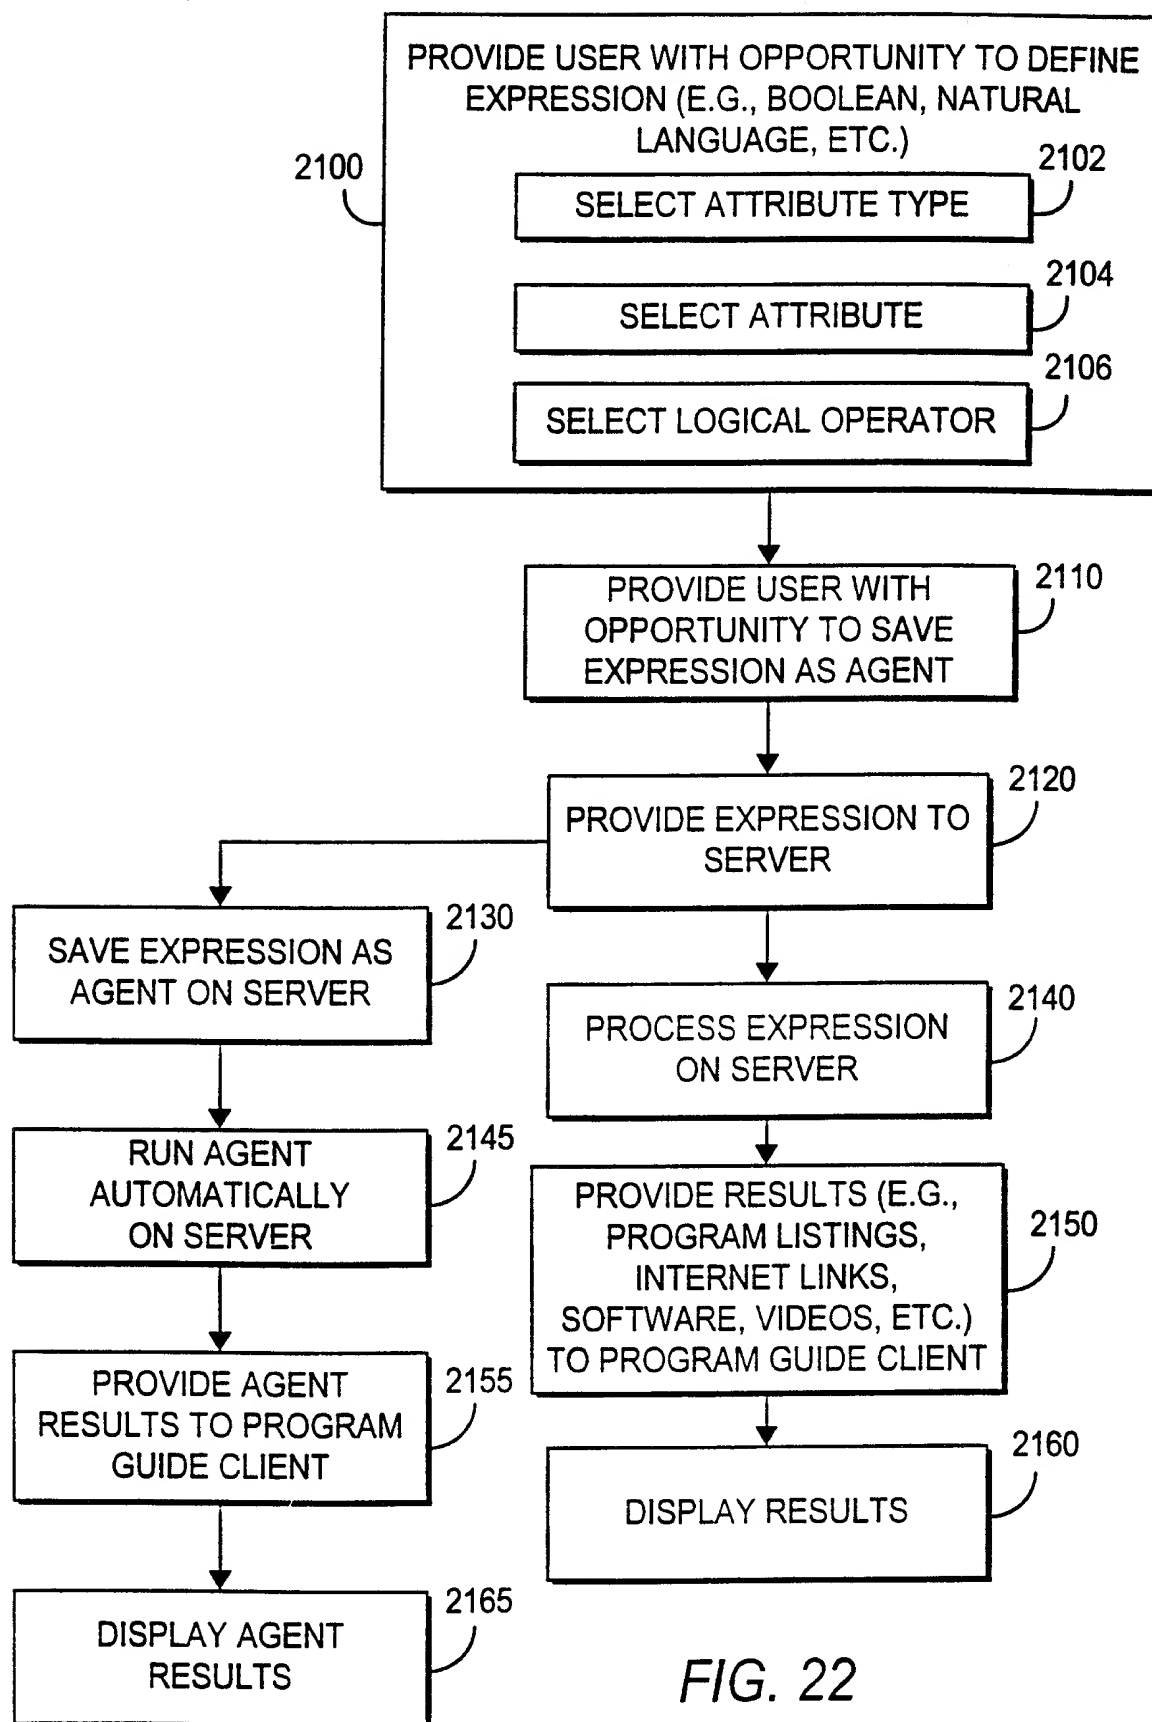 PROVIDE USER WITH OPPORTUNITY TO DEFINE
EXPRESSION (E.G., BOOLEAN, NATURAL
LANGUAGE, ETC.)
2100
2102
SELECT ATTRIBUTE TYPE
2104
SELECT ATTRIBUTE
2106
SELECT LOGICAL OPERATOR
2110
PROVIDE USER WITH
OPPORTUNITY TO SAVE
EXPRESSION AS AGENT
2120
PROVIDE EXPRESSION TO
SERVER
2130
SAVE EXPRESSION AS
AGENT ON SERVER
2140
PROCESS EXPRESSION
ON SERVER
2145
RUN AGENT
AUTOMATICALLY
ON SERVER
2150
PROVIDE RESULTS (E.G.,
PROGRAM LISTINGS,
INTERNET LINKS,
SOFTWARE, VIDEOS, ETC.)
TO PROGRAM GUIDE CLIENT
2155
PROVIDE AGENT
RESULTS TO PROGRAM
GUIDE CLIENT
2160
DISPLAY RESULTS
2165
DISPLAY AGENT
RESULTS
FIG. 22